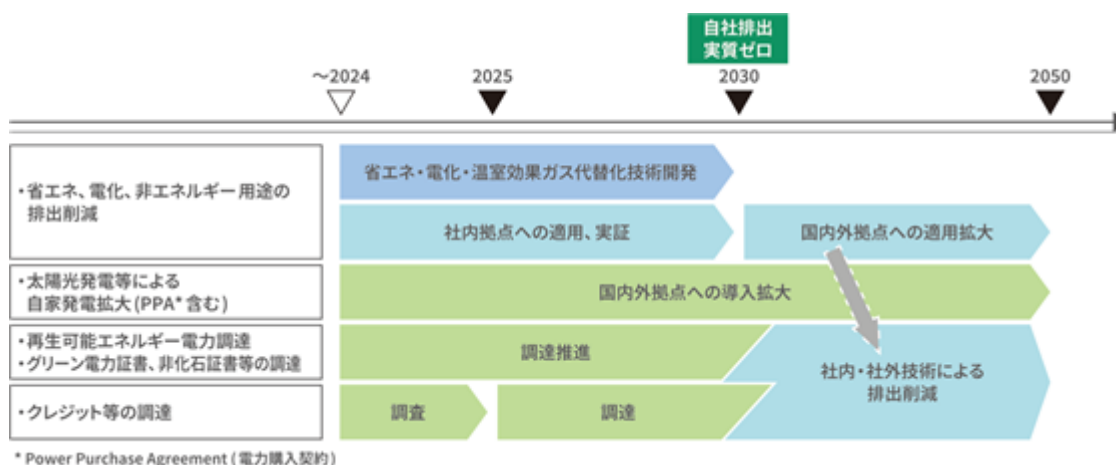 自社排出
実質ゼロ
～2024
2025
2030
2050
・省エネ、電化、非エネルギー用途の
排出削減
省エネ・電化・温室効果ガス代替化技術開発
社内拠点への適用、実証
国内外拠点への適用拡大
・太陽光発電等による
自家発電拡大(PPA*含む)
国内外拠点への導入拡大
・再生可能エネルギー電力調達
・グリーン電力証書、非化石証書等の調達
調達推進
社内・社外技術による
排出削減
・クレジット等の調達
調査
調達
* Power Purchase Agreement (電力購入契約)